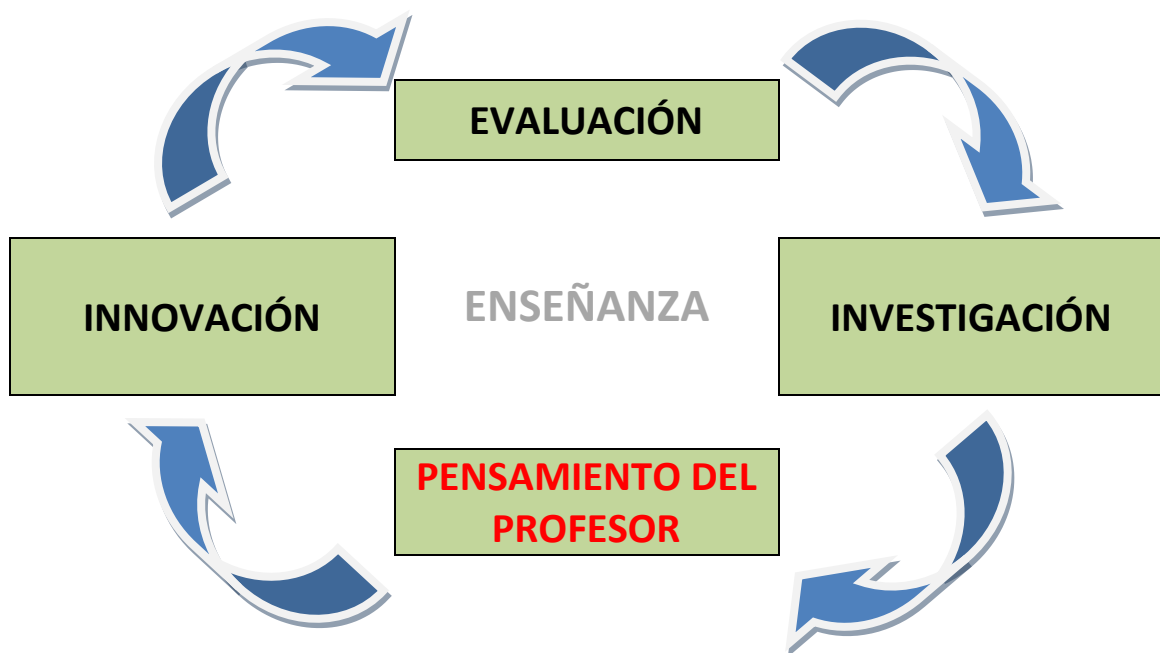 EVALUACIÓN
INNOVACIÓN
ENSEÑANZA
INVESTIGACIÓN
PENSAMIENTO DEL
PROFESOR